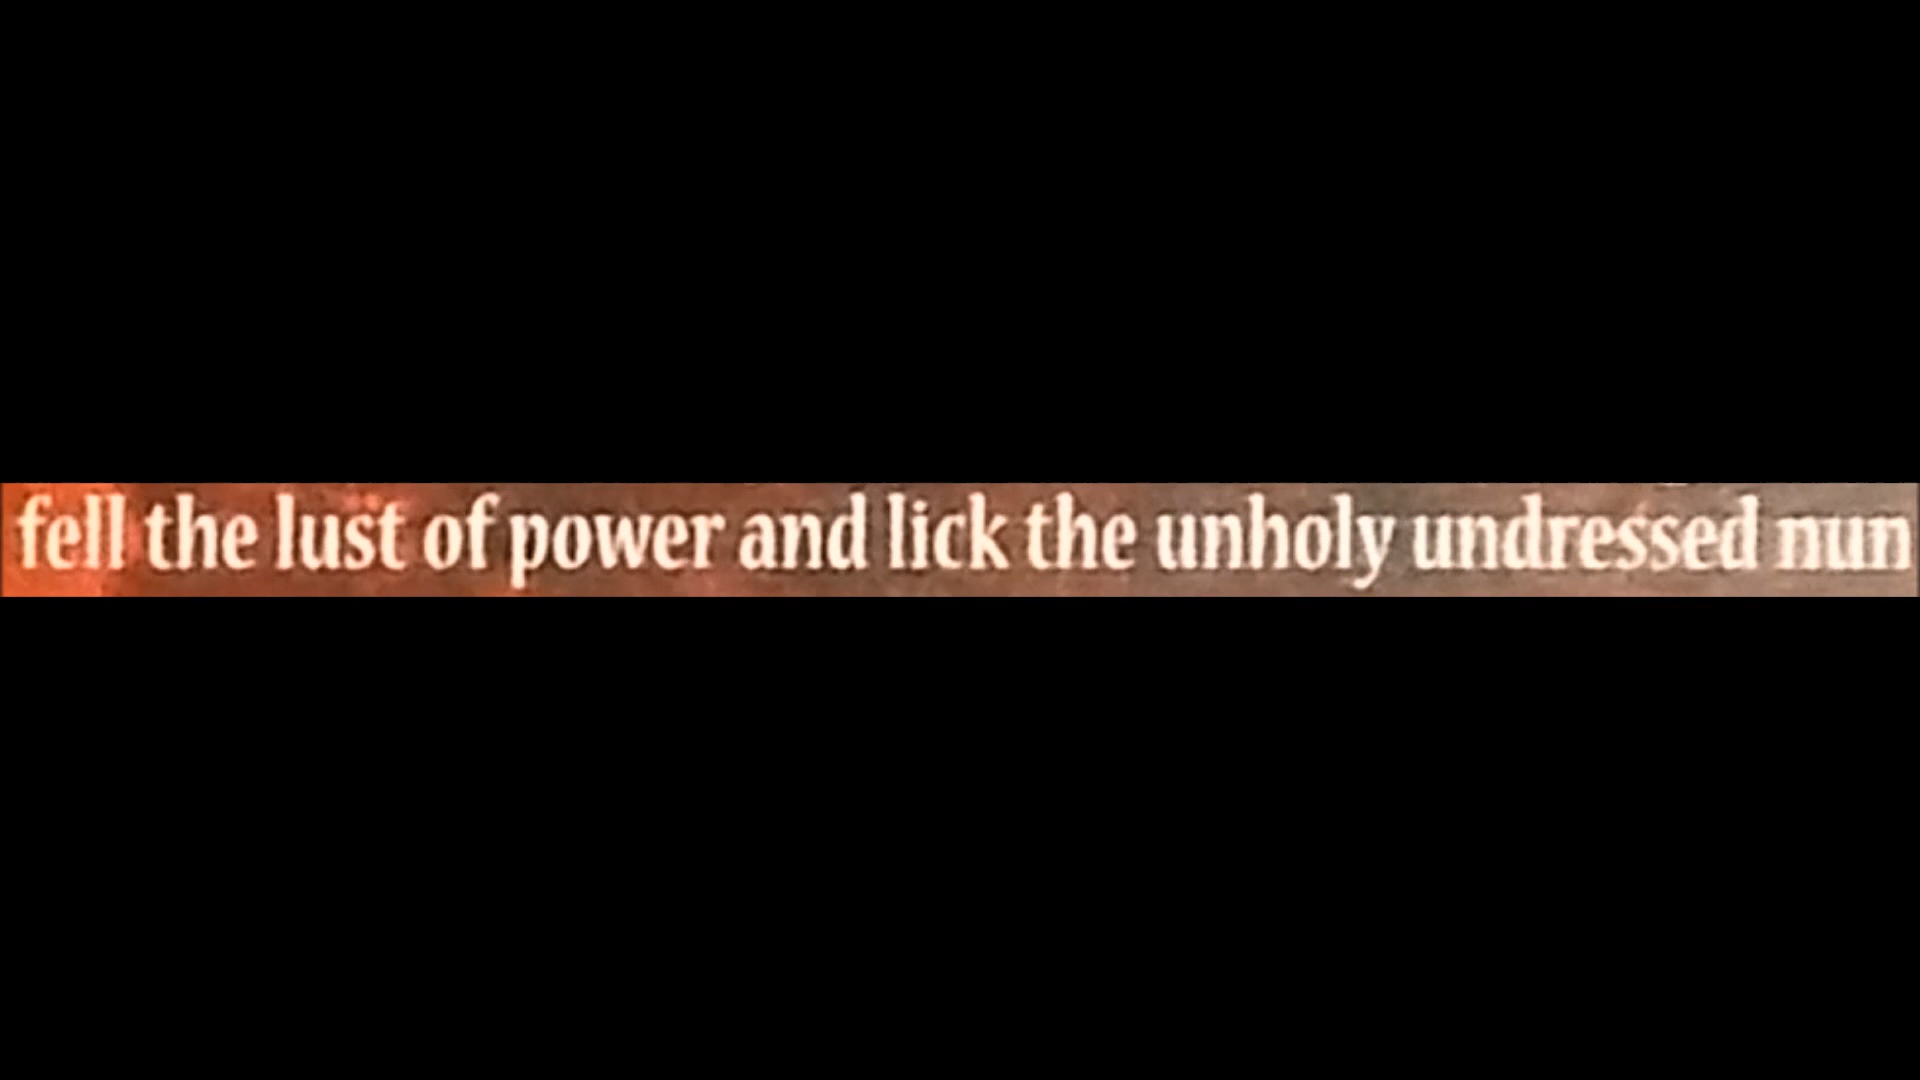 fell the lust of power and lick the unholy undressed nun